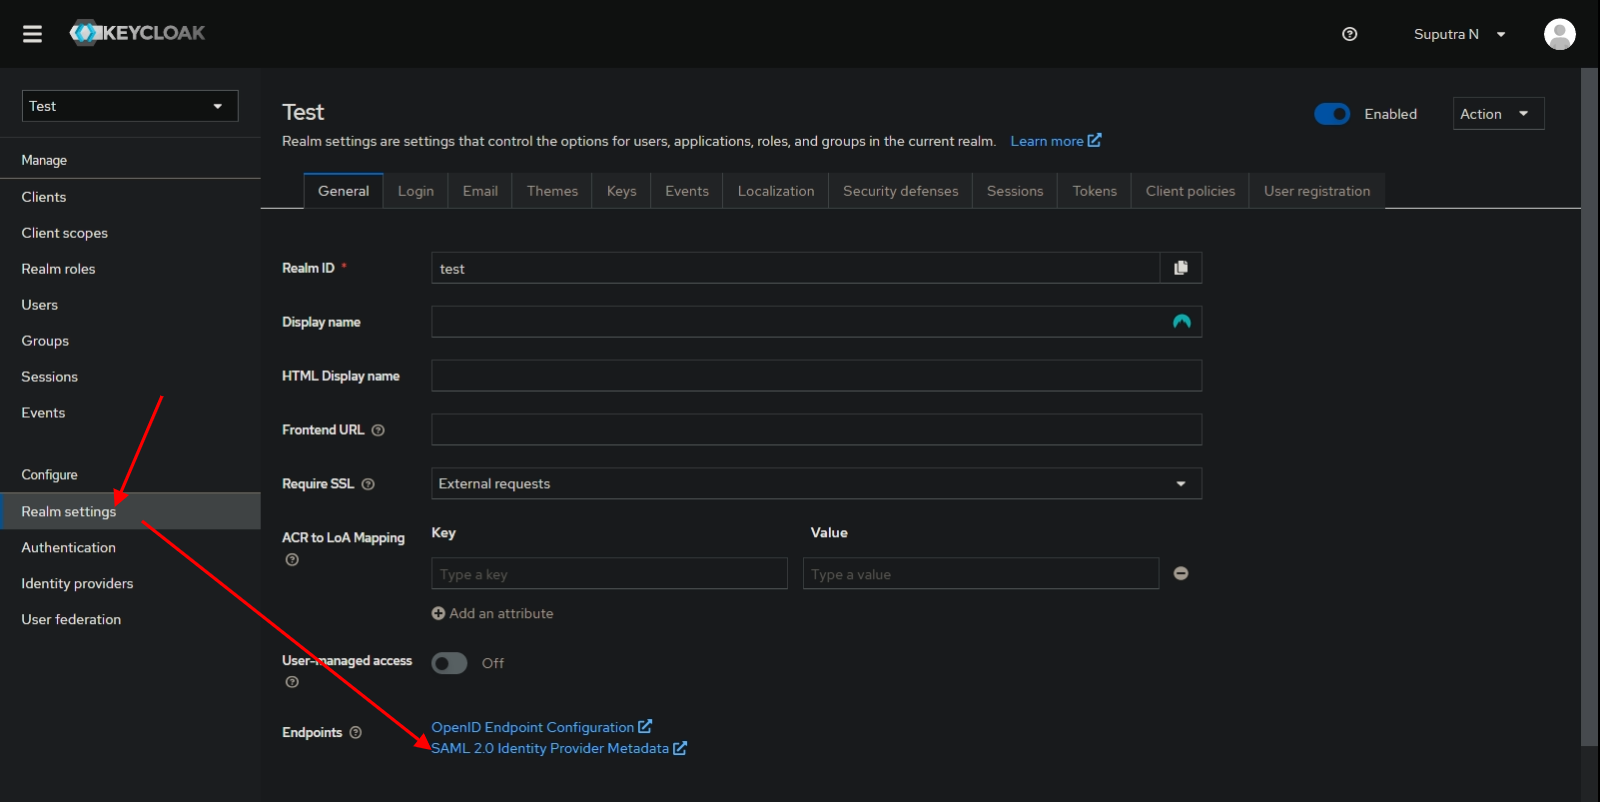 KEYCLOAK
Suputra N
Test
Manage
Clients
Client scopes
Realm roles
Users
Groups
Sessions
Events
Configure
Realm settings
Authentication
Identity providers
User federation
Test
Enabled
Action
Realm settings are settings that control the options for users, applications, roles, and groups in the current realm. Learn more
General Login Email Themes Keys Events Localization Security defenses Sessions Tokens Client policies User registration
Realm ID * test
Display name
HTML Display name
Frontend URL
Require SSL External requests
ACR to LoA Mapping Key Value
Type a key Type a value
Add an attribute
User-managed access Off
Endpoints OpenID Endpoint Configuration
SAML 2.0 Identity Provider Metadata